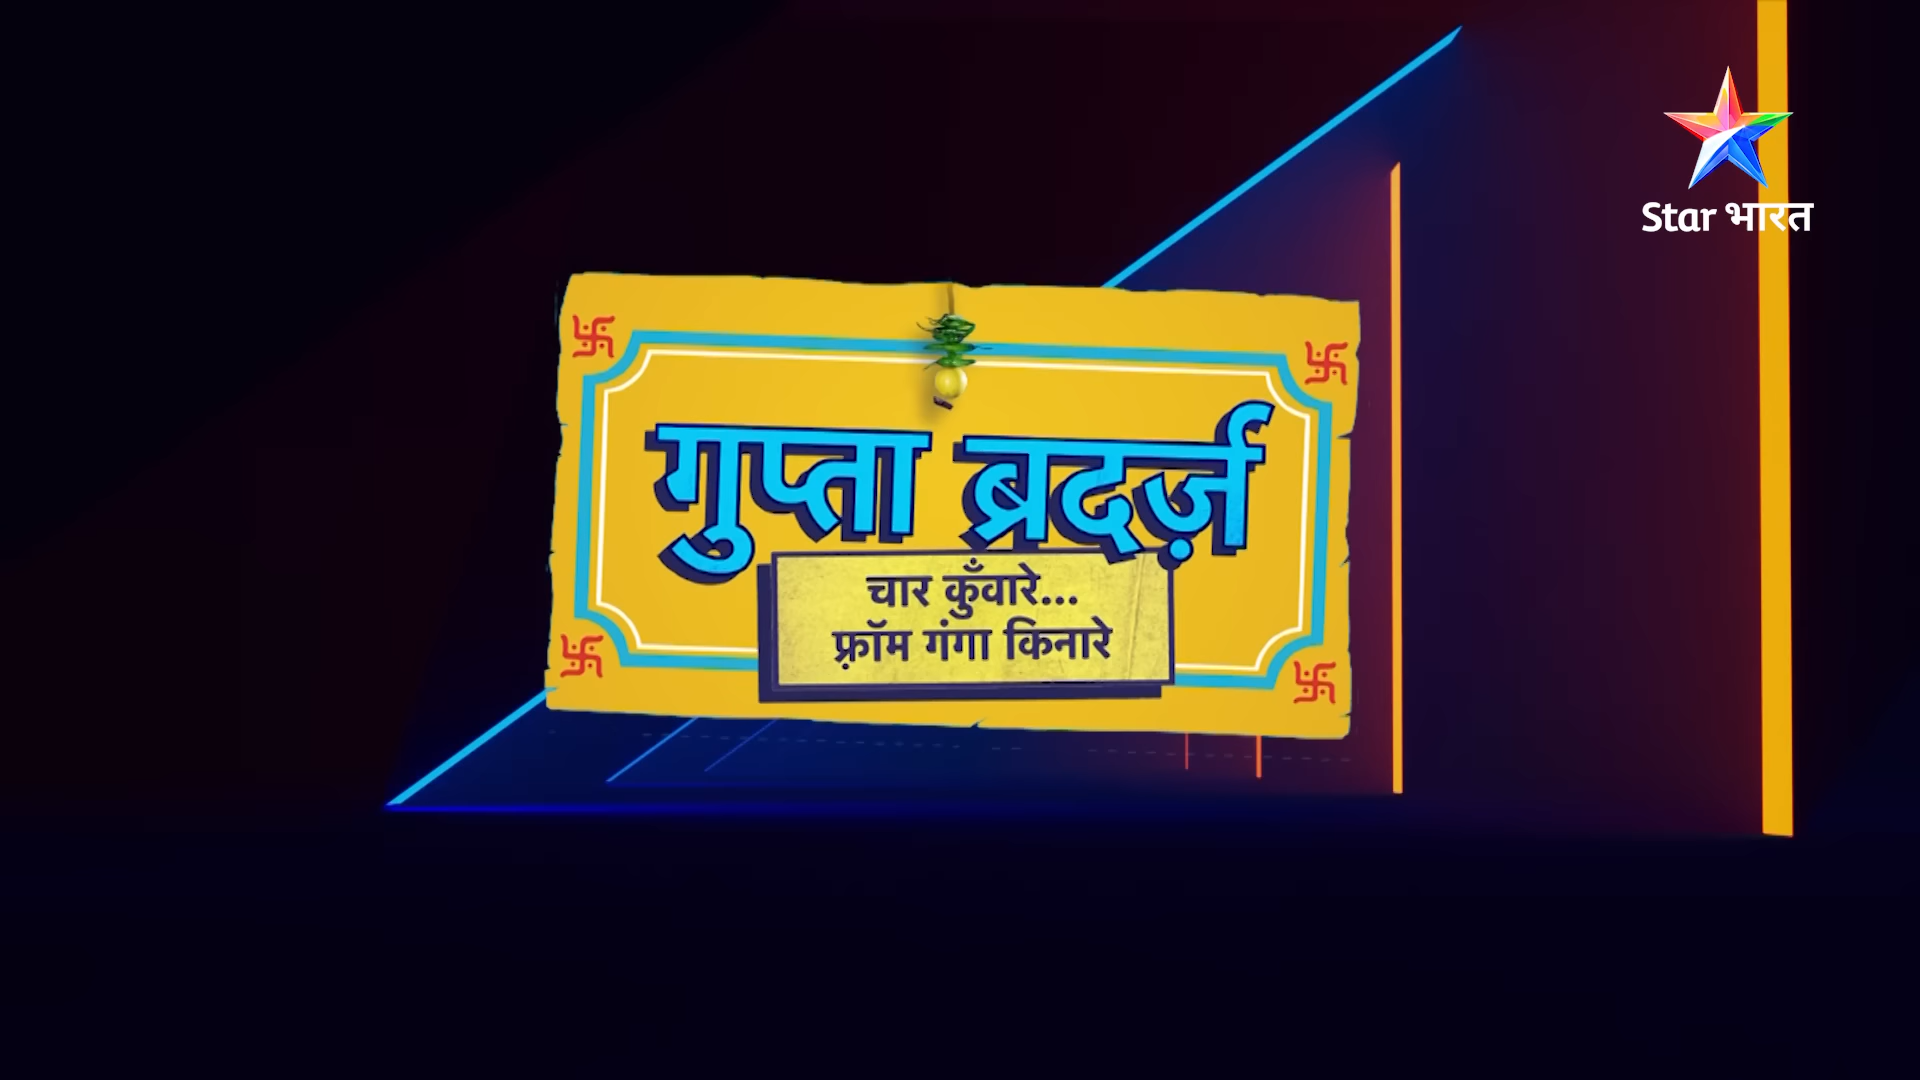 Star भारत
गुप्ता ब्रदर्ज़
चार कुँवारे...
फ़्रॉम गंगा किनारे